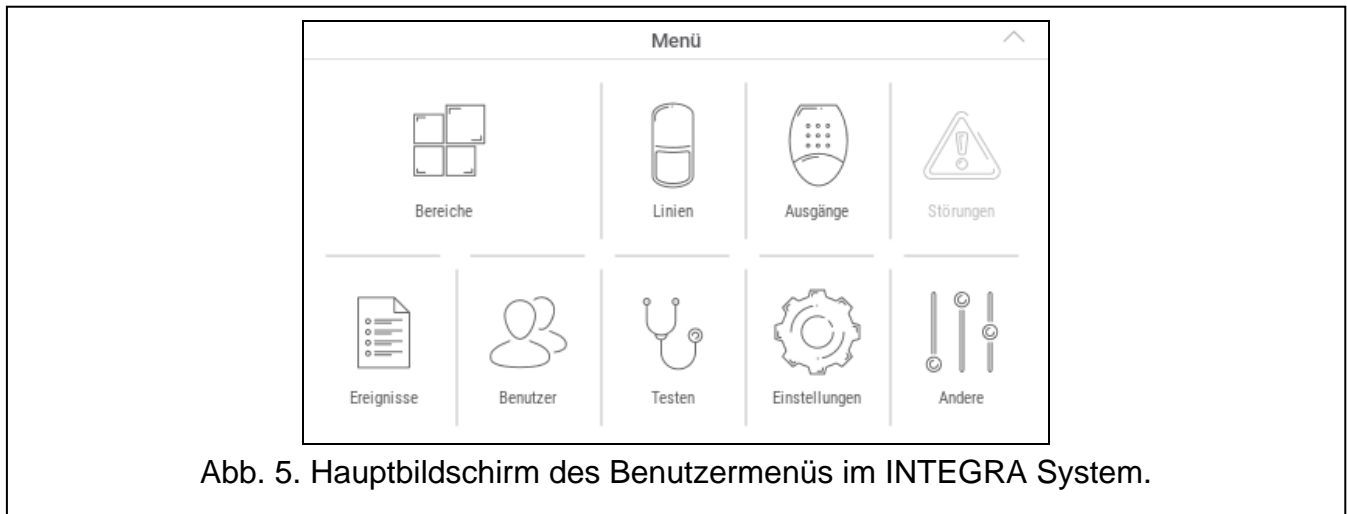 Menü
Bereiche
Linien
Ausgänge
Störungen
Ereignisse
Benutzer
Testen
Einstellungen
Andere
Abb. 5. Hauptbildschirm des Benutzermenüs im INTEGRA System.